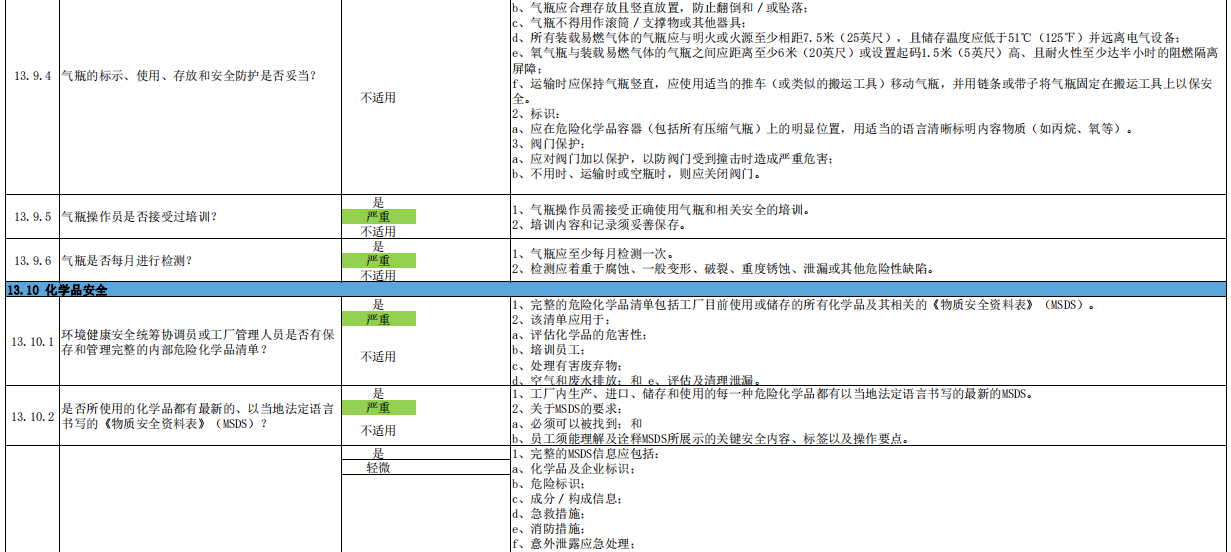 b、气瓶应合理存放且竖直放置，防止翻倒和／或坠落；
c、气瓶不得用作滚筒／支撑物或其他器具；
d、所有装载易燃气体的气瓶应与明火或火源至少相距7.5米（25英尺），且储存温度应低于51℃（125℉）并远离电气设备；
e、氧气瓶与装载易燃气体的气瓶之间应距离至少6米（20英尺）或设置起码1.5米（5英尺）高、且耐火性至少达半小时的阻燃隔离
屏障；
13.9.4 气瓶的标示、使用、存放和安全防护是否妥当？
不适用
f、运输时应保持气瓶竖直，应使用适当的推车（或类似的搬运工具）移动气瓶，并用链条或带子将气瓶固定在搬运工具上以保安
全。
2、标识：
a、应在危险化学品容器（包括所有压缩气瓶）上的明显位置，用适当的语言清晰标明内容物质（如丙烷、氧等）。
3、阀门保护：
a、应对阀门加以保护，以防阀门受到撞击时造成严重危害；
b、不用时、运输时或空瓶时，则应关闭阀门。
13.9.5 气瓶操作员是否接受过培训？
是
严重
不适用
1、气瓶操作员需接受正确使用气瓶和相关安全的培训。
2、培训内容和记录须妥善保存。
13.9.6 气瓶是否每月进行检测？
是
严重
不适用
1、气瓶应至少每月检测一次。
2、检测应着重于腐蚀、一般变形、破裂、重度锈蚀、泄漏或其他危险性缺陷。
13.10 化学品安全
13.10.1
环境健康安全统筹协调员或工厂管理人员是否有保
存和管理完整的内部危险化学品清单？
是
严重
不适用
1、完整的危险化学品清单包括工厂目前使用或储存的所有化学品及其相关的《物质安全资料表》（MSDS）。
2、该清单应用于：
a、评估化学品的危害性；
b、培训员工；
c、处理有害废弃物；
d、空气和废水排放；和 e、评估及清理泄漏。
13.10.2
是否所使用的化学品都有最新的、以当地法定语言
书写的《物质安全资料表》（MSDS）？
是
严重
不适用
1、工厂内生产、进口、储存和使用的每一种危险化学品都有以当地法定语言书写的最新的MSDS。
2、关于MSDS的要求：
a、必须可以被找到；和
b、员工须能理解及诠释MSDS所展示的关键安全内容、标签以及操作要点。
是
轻微
1、完整的MSDS信息应包括：
a、化学品及企业标识；
b、危险标识；
c、成分／构成信息；
d、急救措施；
e、消防措施；
f、意外泄露应急处理；